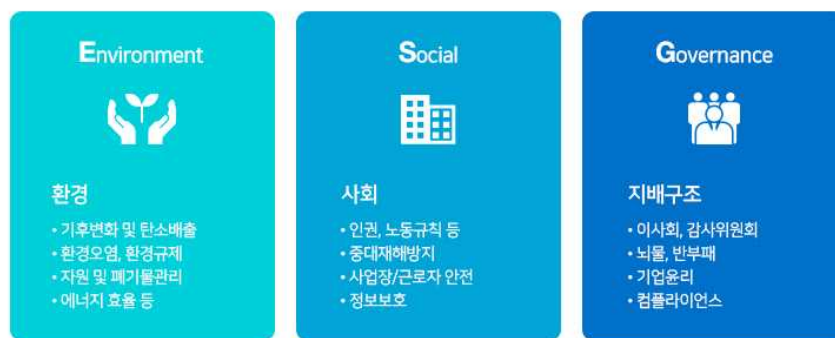 Environment
환경
• 기후변화 및 탄소배출
• 환경오염, 환경규제
• 자원 및 폐기물관리
• 에너지 효율 등
Social
사회
• 인권, 노동규칙 등
• 중대재해방지
• 사업장/근로자 안전
• 정보보호
Governance
지배구조
• 이사회, 감사위원회
• 뇌물, 반부패
• 기업윤리
• 컴플라이언스